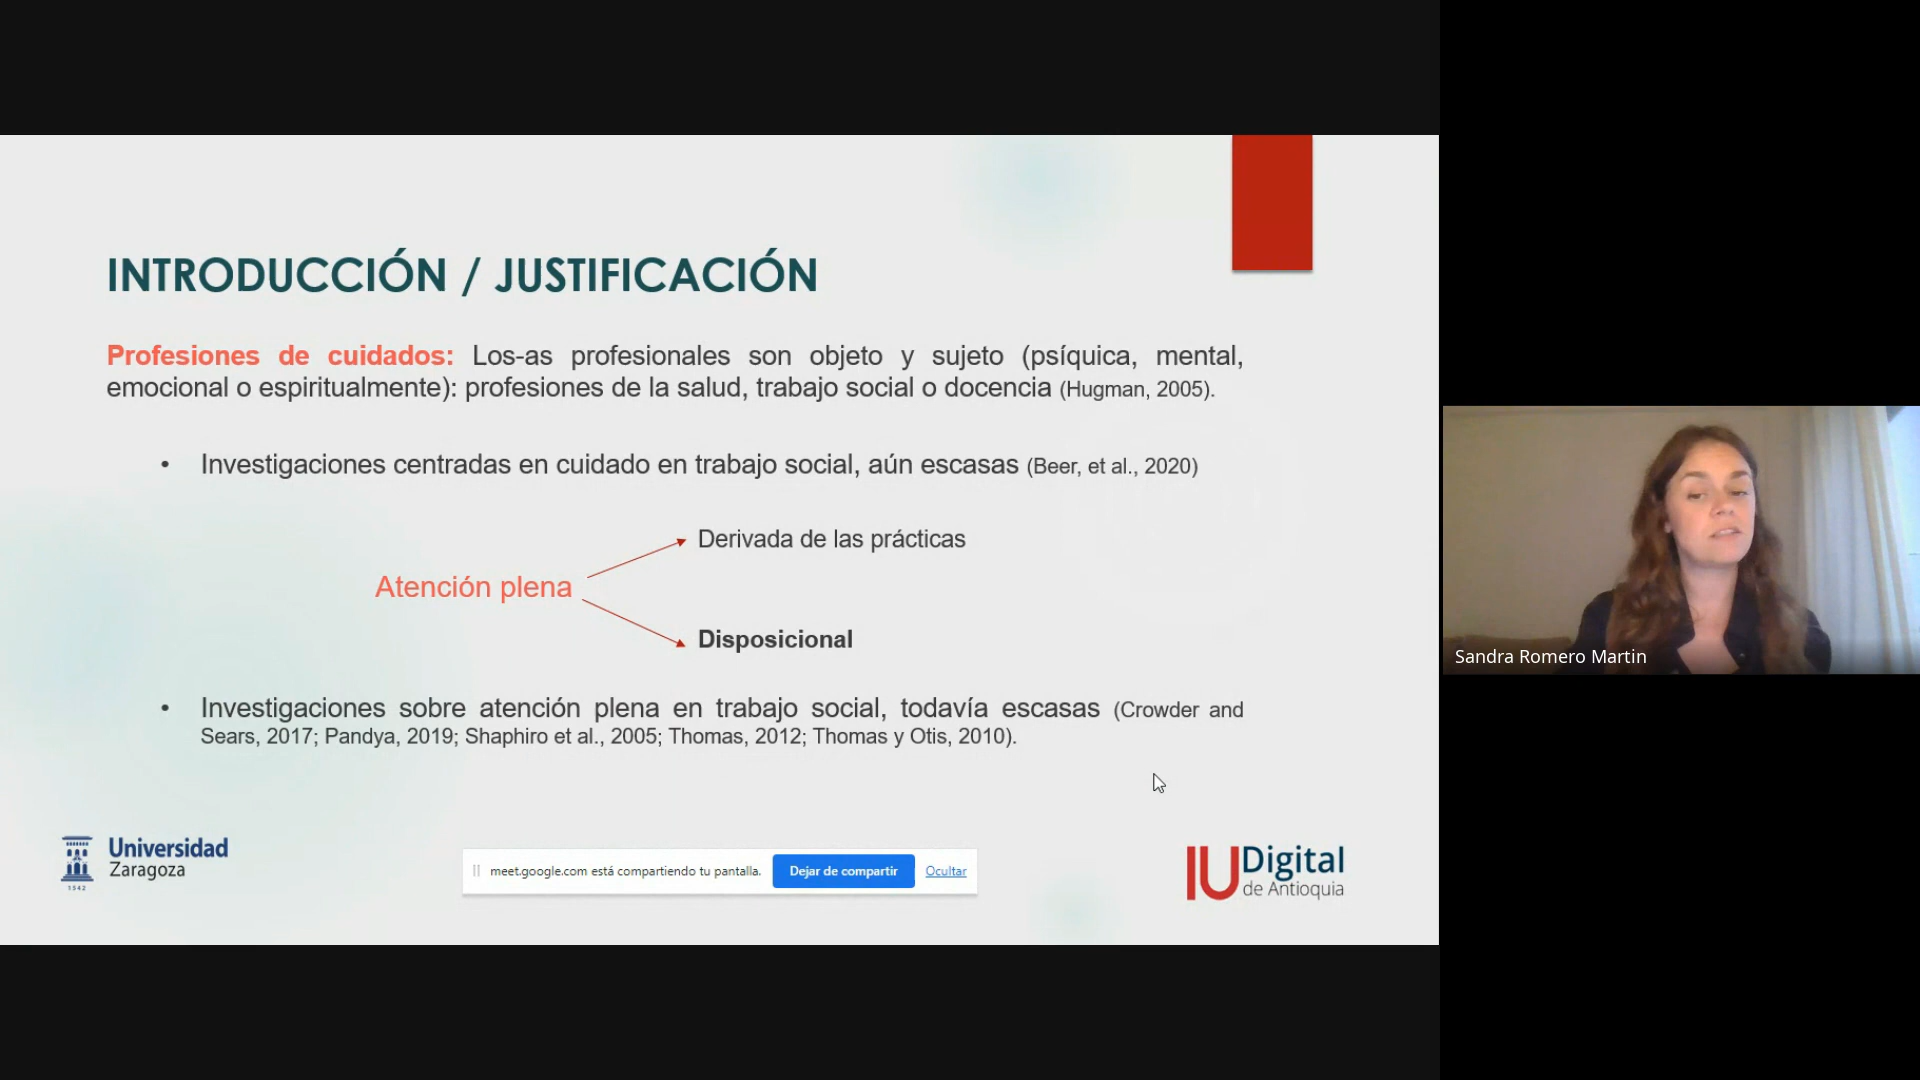 INTRODUCCIÓN / JUSTIFICACIÓN
Profesiones de cuidados: Los-as profesionales son objeto y sujeto (psíquica, mental,
emocional o espiritualmente): profesiones de la salud, trabajo social o docencia (Hugman, 2005).
• Investigaciones centradas en cuidado en trabajo social, aún escasas (Beer, et al., 2020)
Derivada de las prácticas
Atención plena
Disposicional
• Investigaciones sobre atención plena en trabajo social, todavía escasas (Crowder and
Sears, 2017; Pandya, 2019; Shaphiro et al., 2005; Thomas, 2012; Thomas y Otis, 2010).
Universidad
Zaragoza
1542
meet.google.com está compartiendo tu pantalla. Dejar de compartir Ocultar
IU Digital
de Antioquia
Sandra Romero Martin